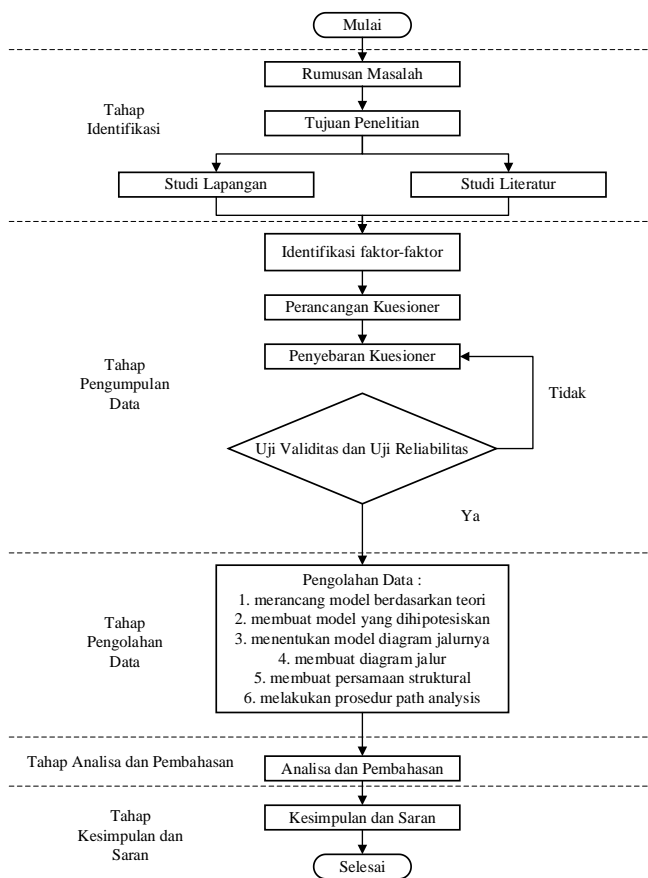 Mulai
Rumusan Masalah
Tahap
Identifikasi
Tujuan Penelitian
Studi Lapangan
Studi Literatur
Identifikasi faktor-faktor
Perancangan Kuesioner
Tahap
Pengumpulan
Data
Penyebaran Kuesioner
Tidak
Uji Validitas dan Uji Reliabilitas
Ya
Tahap
Pengolahan
Data
Pengolahan Data :
1. merancang model berdasarkan teori
2. membuat model yang dihipotesiskan
3. menentukan model diagram jalurnya
4. membuat diagram jalur
5. membuat persamaan struktural
6. melakukan prosedur path analysis
Tahap Analisa dan Pembahasan
Analisa dan Pembahasan
Tahap
Kesimpulan dan
Saran
Kesimpulan dan Saran
Selesai